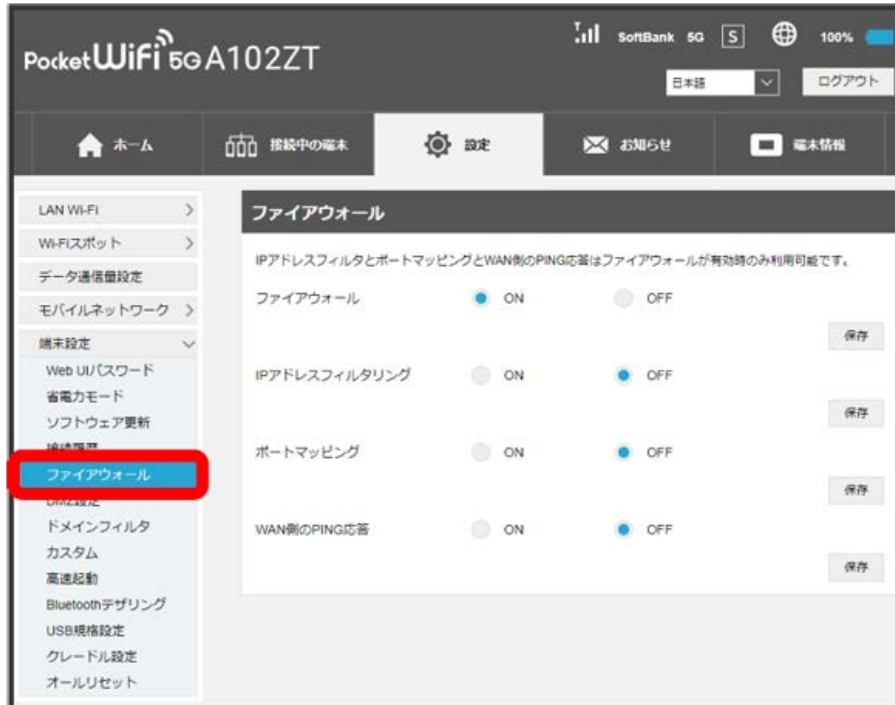 SoftBank 5G S 100%
Pocket WiFi 5G A102ZT
日本語 ログアウト
ホーム 接続中の端末 設定 お知らせ 端末情報
LAN Wi-Fi
Wi-Fiスポット
データ通信量設定
モバイルネットワーク
端末設定
Web UIパスワード
省電力モード
ソフトウェア更新
接続履歴
ファイアウォール
DMZ設定
ドメインフィルタ
カスタム
高速起動
Bluetoothテザリング
USB規格設定
クレードル設定
オールリセット
ファイアウォール
IPアドレスフィルタとポートマッピングとWAN側のPING応答はファイアウォールが有効時のみ利用可能です。
ファイアウォール ON OFF
保存
IPアドレスフィルタリング ON OFF
保存
ポートマッピング ON OFF
保存
WAN側のPING応答 ON OFF
保存